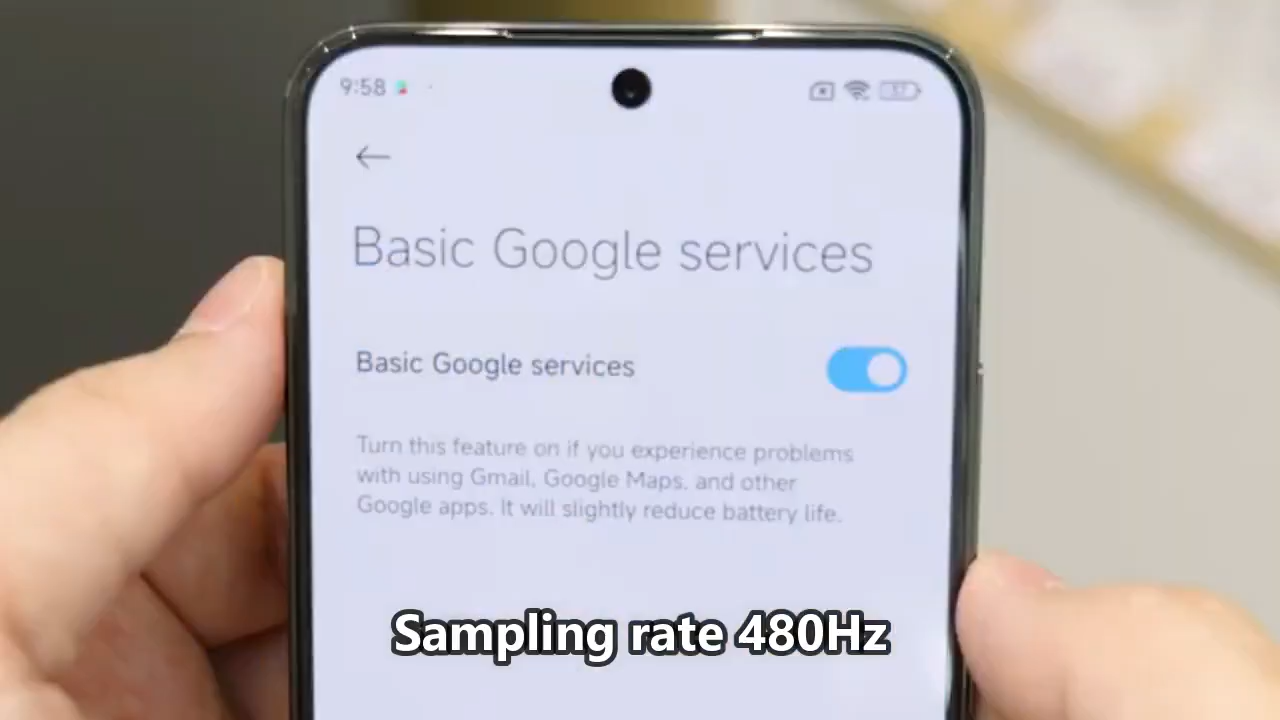 9:58
Basic Google services
Basic Google services
Turn this feature on if you experience problems
with using Gmail, Google Maps, and other
Google apps. It will slightly reduce battery life.
Sampling rate 480Hz